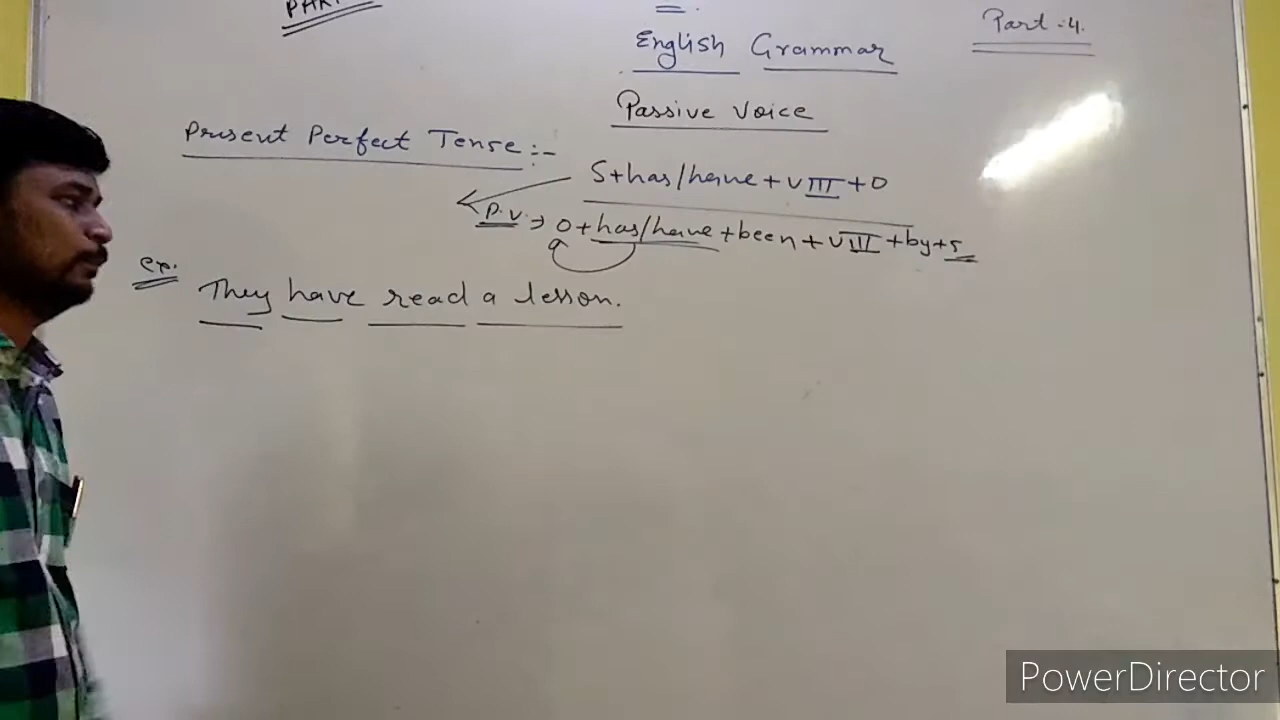 English Grammar
Part-4.
Passive Voice
Present Perfect Tense:-
S+has/have+VIII+O
P.V.→ O+has/have+been+VIII+by+S
ex.
They have read a lesson.
PowerDirector